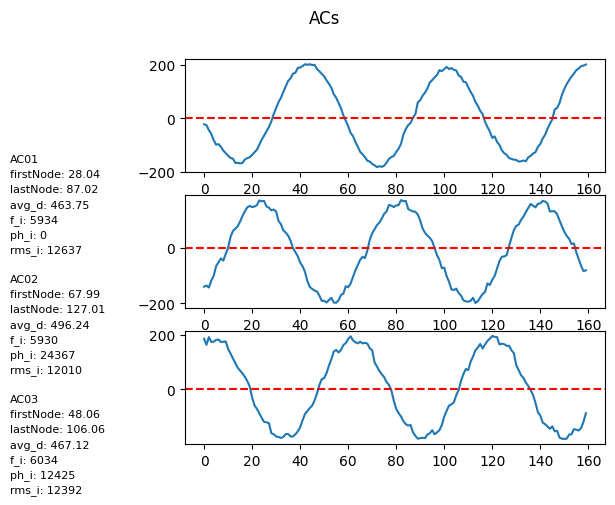 ACs
200
0
−200
0 20 40 60 80 100 120 140 160
0
−200
0 20 40 60 80 100 120 140 160
200
0
0 20 40 60 80 100 120 140 160
AC01
firstNode: 28.04
lastNode: 87.02
avg_d: 463.75
f_i: 5934
ph_i: 0
rms_i: 12637
AC02
firstNode: 67.99
lastNode: 127.01
avg_d: 496.24
f_i: 5930
ph_i: 24367
rms_i: 12010
AC03
firstNode: 48.06
lastNode: 106.06
avg_d: 467.12
f_i: 6034
ph_i: 12425
rms_i: 12392